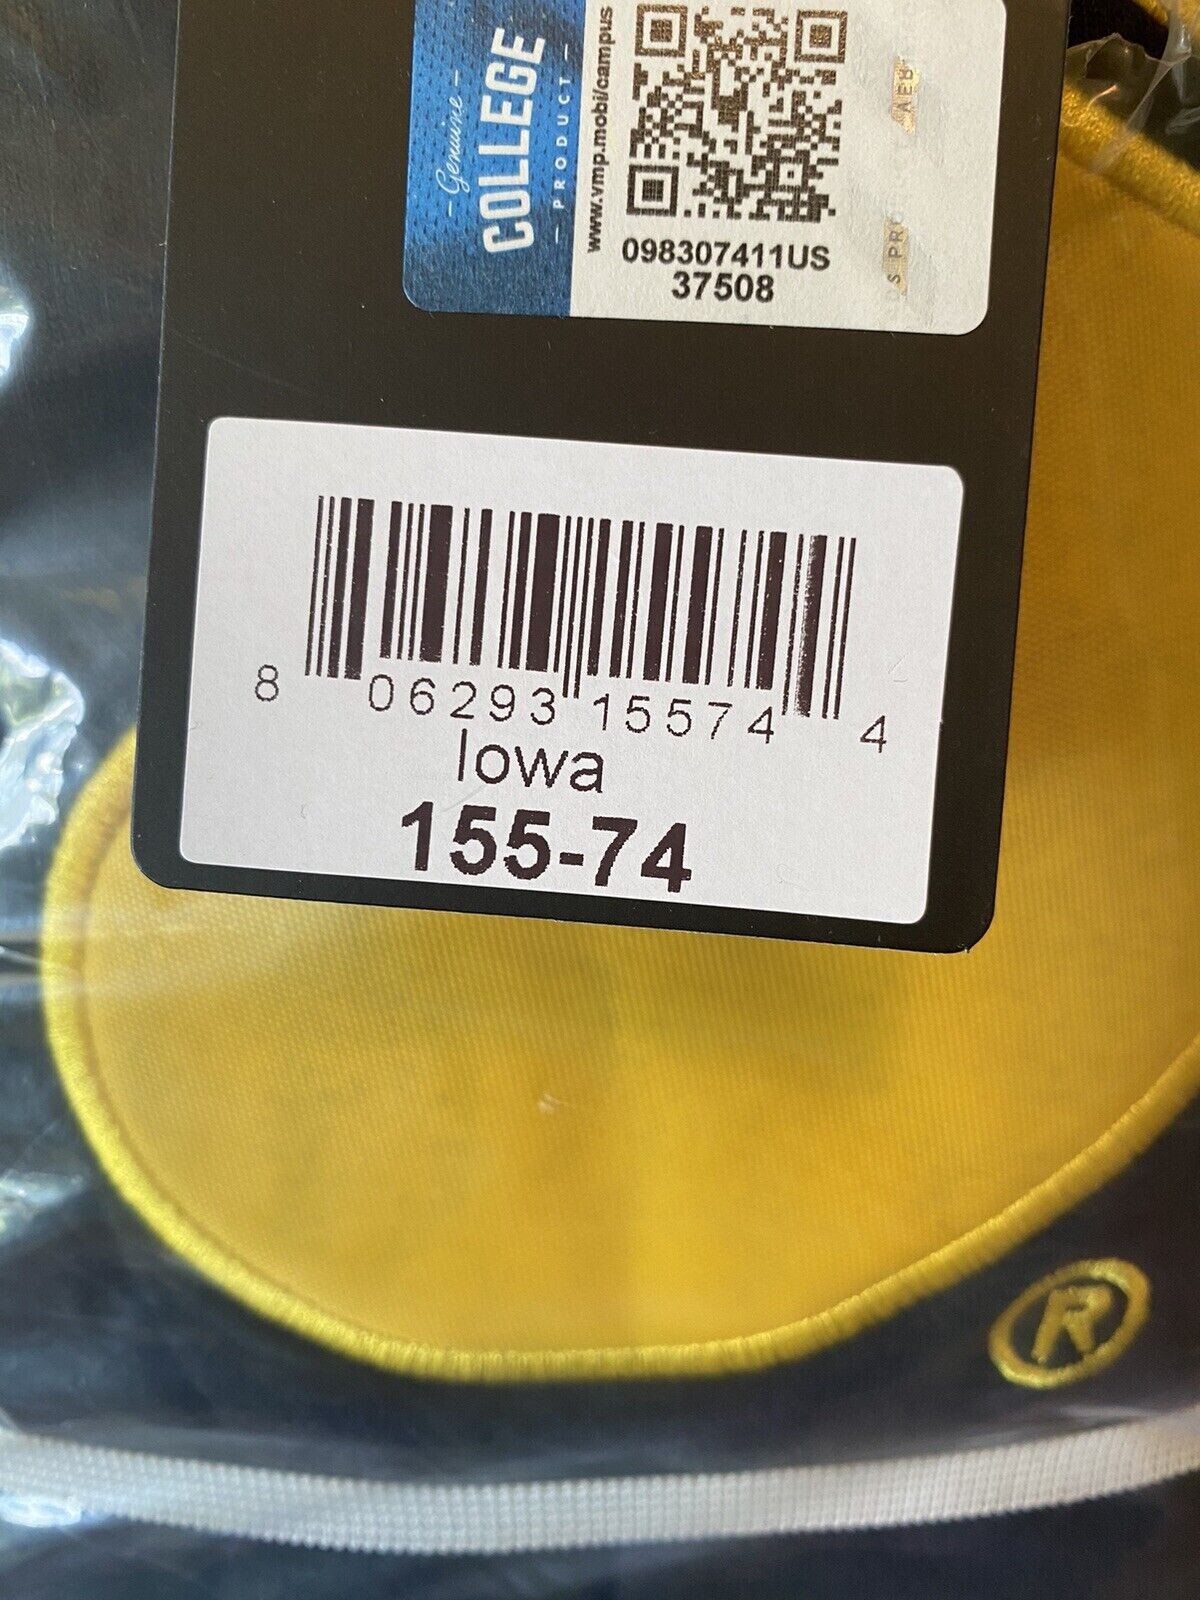 - Genuine -
COLLEGE
- PRODUCT -
www.vmp.mobi/campus
098307411US
37508
8 06293 15574 4
Iowa
155-74
®